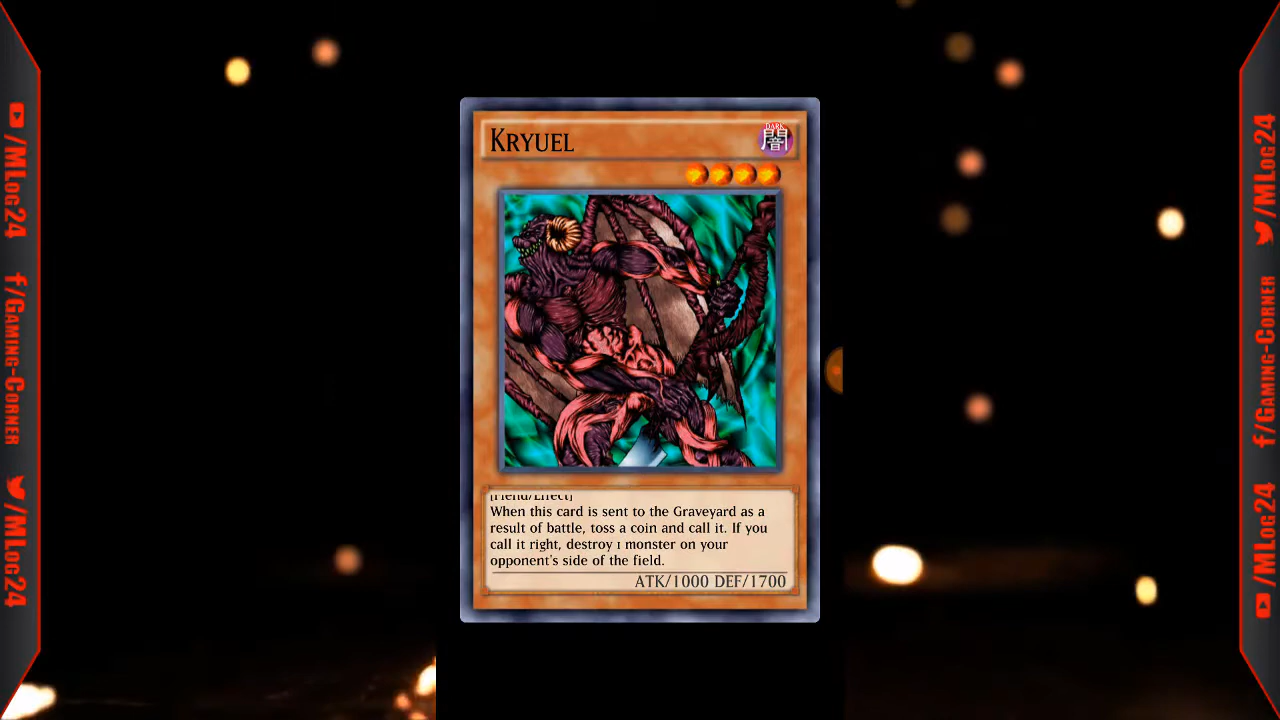 /MLog24
f/Gaming-Corner
/MLog24
Kryuel
DARK
闇
[Fiend/Effect]
When this card is sent to the Graveyard as a
result of battle, toss a coin and call it. If you
call it right, destroy 1 monster on your
opponent's side of the field.
ATK/1000 DEF/1700
/MLog24
f/Gaming-Corner
/MLog24